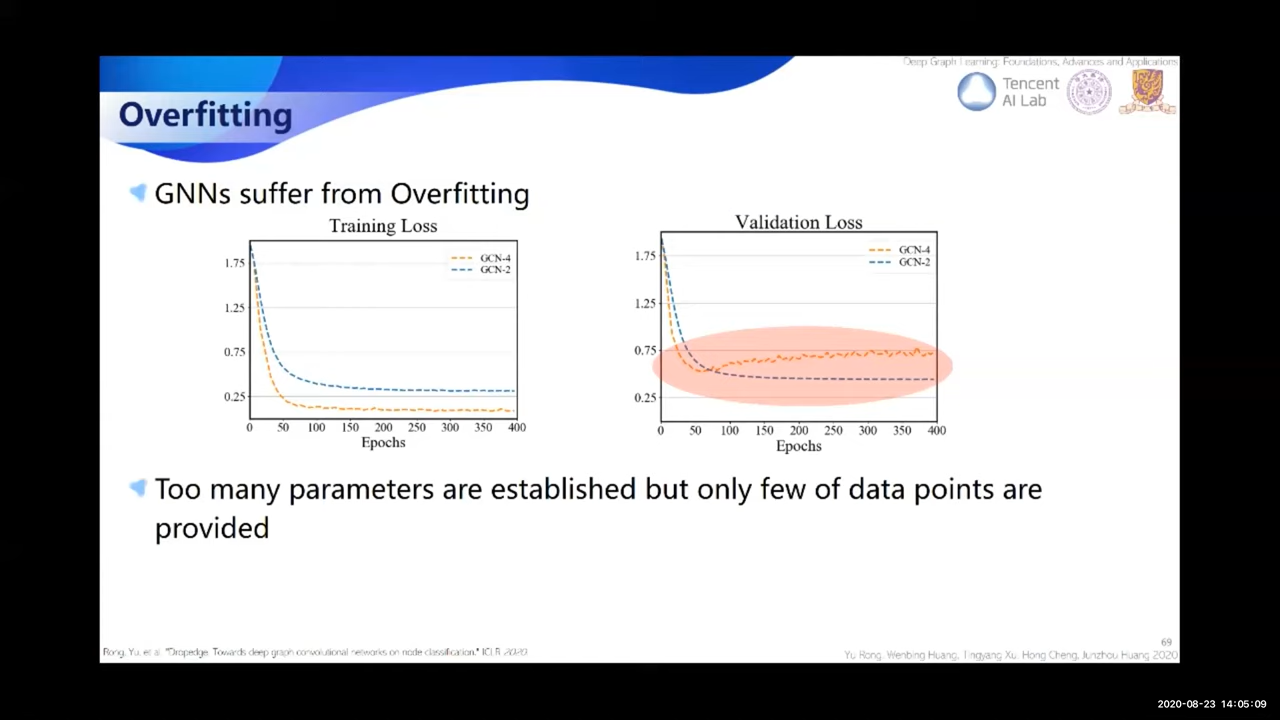 Deep Graph Learning: Foundations, Advances and Applications
Tencent
AI Lab
Overfitting
GNNs suffer from Overfitting
Training Loss
GCN-4
GCN-2
1.75
1.25
0.75
0.25
0 50 100 150 200 250 300 350 400
Epochs
Validation Loss
GCN-4
GCN-2
1.75
1.25
0.75
0.25
0 50 100 150 200 250 300 350 400
Epochs
Too many parameters are established but only few of data points are
provided
69
Rong, Yu, et al. "Dropedge: Towards deep graph convolutional networks on node classification." ICLR 2020.
Yu Rong, Wenbing Huang, Tingyang Xu, Hong Cheng, Junzhou Huang 2020
2020-08-23 14:05:09